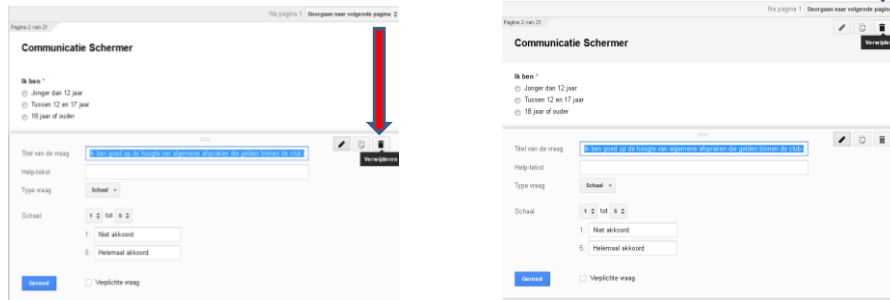 Na pagina 1 Doorgaan naar volgende pagina
Pagina 2 van 21
Communicatie Schermer
Ik ben *
Jonger dan 12 jaar
Tussen 12 en 17 jaar
18 jaar of ouder
Titel van de vraag Ik ben goed op de hoogte van algemene afspraken die gelden binnen de club.
Verwijderen
Help-tekst
Type vraag Schaal
Schaal 1 tot 5
1: Niet akkoord
5: Helemaal akkoord
Gereed Verplichte vraag
Na pagina 1 Doorgaan naar volgende pagina
Pagina 2 van 21
Verwijde
Communicatie Schermer
Ik ben *
Jonger dan 12 jaar
Tussen 12 en 17 jaar
18 jaar of ouder
Titel van de vraag Ik ben goed op de hoogte van algemene afspraken die gelden binnen de club.
Help-tekst
Type vraag Schaal
Schaal 1 tot 5
1: Niet akkoord
5: Helemaal akkoord
Gereed Verplichte vraag